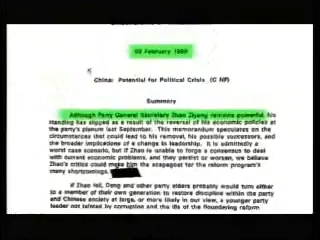 09 February 1989
China: Potential for Political Crisis (C NF)
Summary
Although Party General Secretary Zhao Ziyang remains powerful, his
standing has slipped as a result of the reversal of his economic policies at
the party's plenum last September. This memorandum speculates on the
circumstances that could lead to his removal, his possible successors, and
the broader implications of a change in leadership. It is admittedly a
worst case scenario, but if Zhao is unable to forge a consensus to deal
with current economic problems, and they persist or worsen, we believe
Zhao's critics could make him the scapegoat for the reform program's
many shortcomings.
If Zhao fell, Deng and other party elders probably would turn either
to a member of their own generation to restore discipline within the party
and Chinese society at large, or more likely in our view, a younger party
leader not tainted by corruption and the ills of the floundering reform